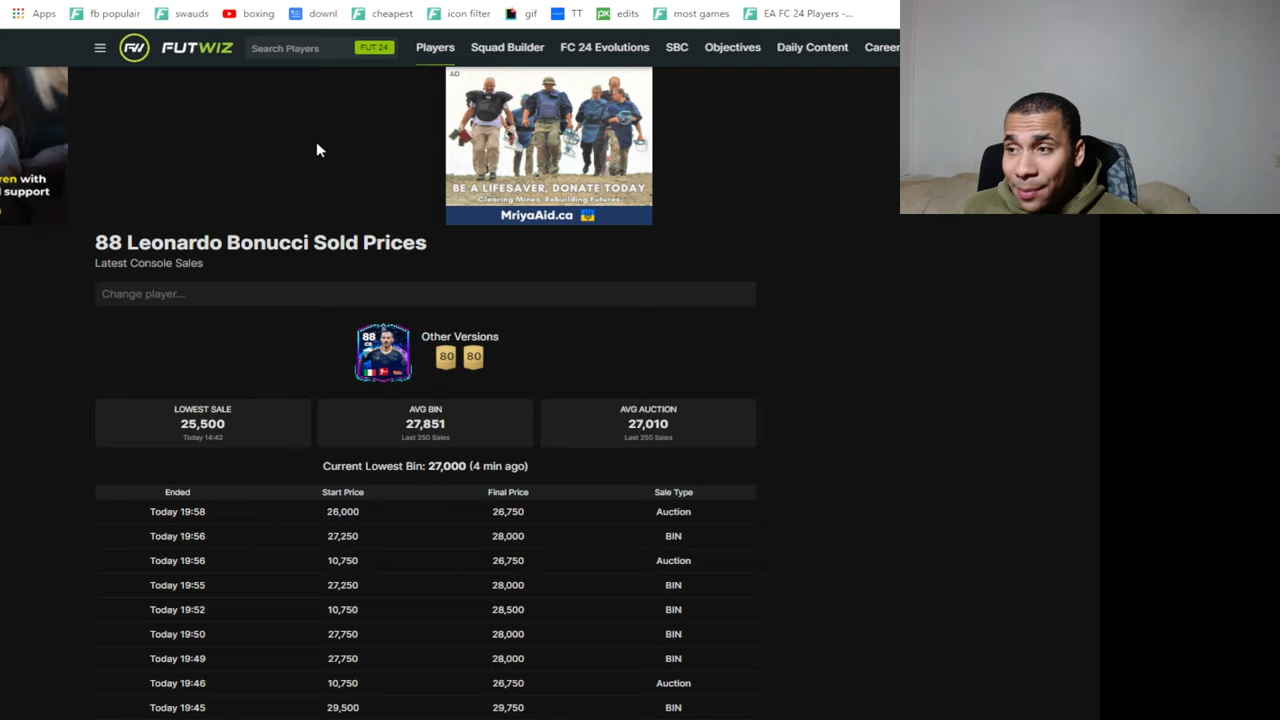 Apps fb populair swauds boxing downl cheapest icon filter gif TT edits most games EA FC 24 Players -...
FW FUTWIZ Search Players FUT 24 Players Squad Builder FC 24 Evolutions SBC Objectives Daily Content Career
AD
ren with
d support
BE A LIFESAVER, DONATE TODAY
Clearing Mines, Rebuilding Futures
MriyaAid.ca
88 Leonardo Bonucci Sold Prices
Latest Console Sales
Change player...
88
Other Versions
80 80
LOWEST SALE AVG BIN AVG AUCTION
25,500 27,851 27,010
Today 14:42 Last 250 Sales Last 250 Sales
Current Lowest Bin: 27,000 (4 min ago)
Ended Start Price Final Price Sale Type
Today 19:58 26,000 26,750 Auction
Today 19:56 27,250 28,000 BIN
Today 19:56 10,750 26,750 Auction
Today 19:55 27,250 28,000 BIN
Today 19:52 10,750 28,500 BIN
Today 19:50 27,750 28,000 BIN
Today 19:49 27,750 28,000 BIN
Today 19:46 10,750 26,750 Auction
Today 19:45 29,500 29,750 BIN